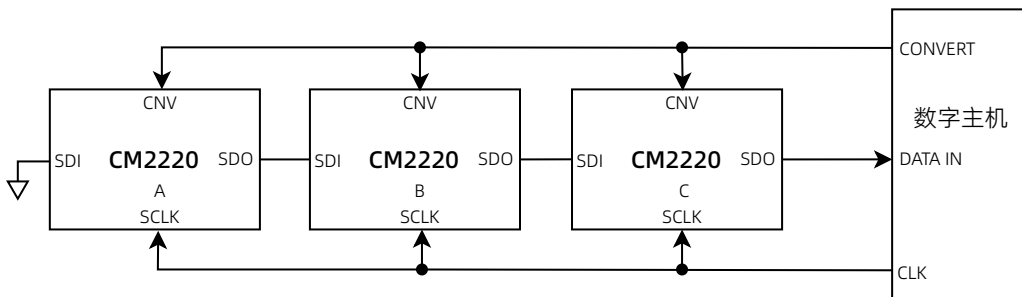 CONVERT
CNV CNV CNV
数字主机
SDI CM2220 SDO SDI CM2220 SDO SDI CM2220 SDO DATA IN
A B C
SCLK SCLK SCLK
CLK